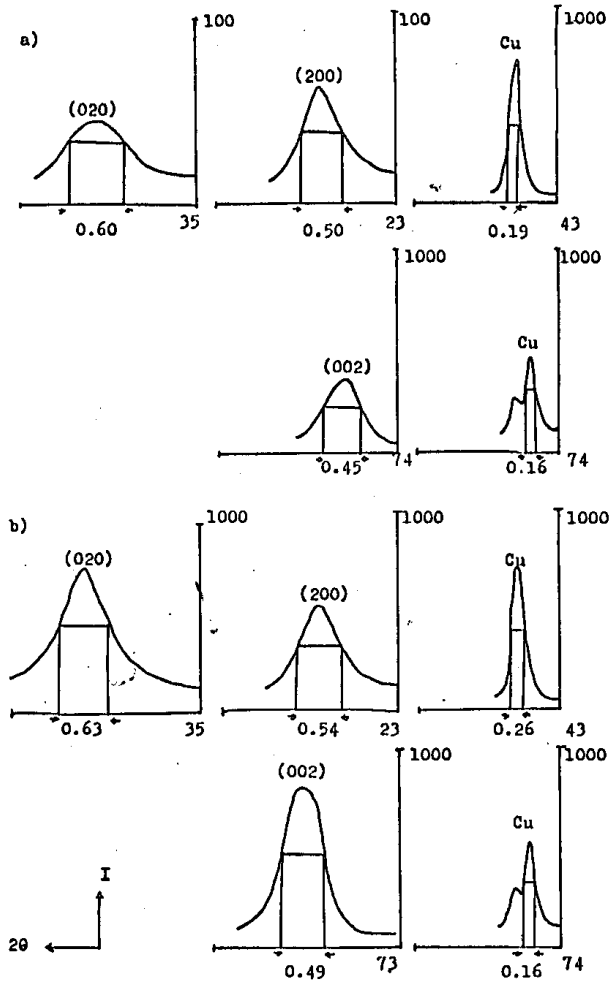 a)
100 100 1000
(020) (200) Cu
0.60 35 0.50 23 0.19 43
1000 1000
(002) Cu
0.45 74 0.16 74
b)
1000 1000 1000
(020) (200) Cu
0.63 35 0.54 23 0.26 43
1000 1000
(002) Cu
I
2θ
0.49 73 0.16 74